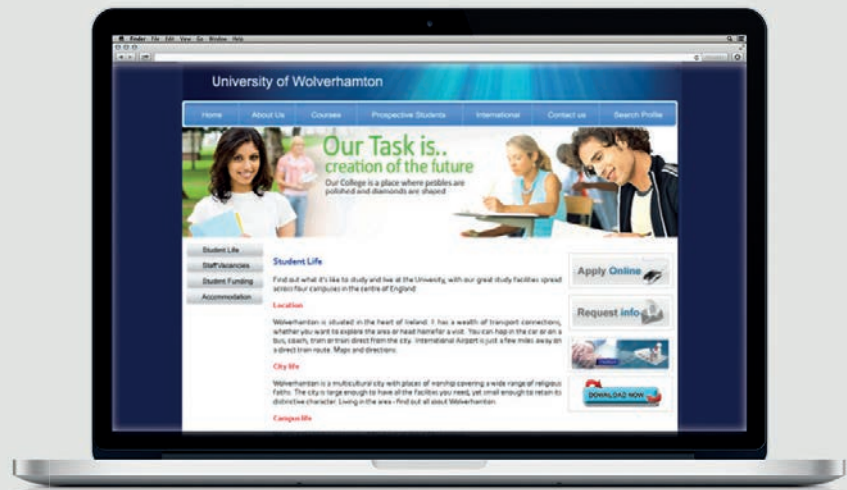 Finder File Edit View Go Window Help
University of Wolverhamton
Home About Us Courses Prospective Students International Contact us Search Profile
Our Task is..
creation of the future
Our College is a place where pebbles are
polished and diamonds are shaped
Student Life
Staff Vacancies
Student Funding
Accommodation
Student Life
Find out what it's like to study and live at the University, with our great study facilities spread
across four campuses in the centre of England
Location
Wolverhamton is situated in the heart of Ireland. It has a wealth of transport connections,
whether you want to explore the area or head home for a visit. You can hop in the car or on a
bus, coach, tram or train direct from the city. International Airport is just a few miles away on
a direct train route. Maps and directions.
City life
Wolverhamton is a multicultural city with places of worship covering a wide range of religious
faiths. The city is large enough to have all the facilities you need, yet small enough to retain its
distinctive character. Living in the area - find out all about Wolverhamton.
Campus life
Apply Online
Request info
DOWNLOAD NOW